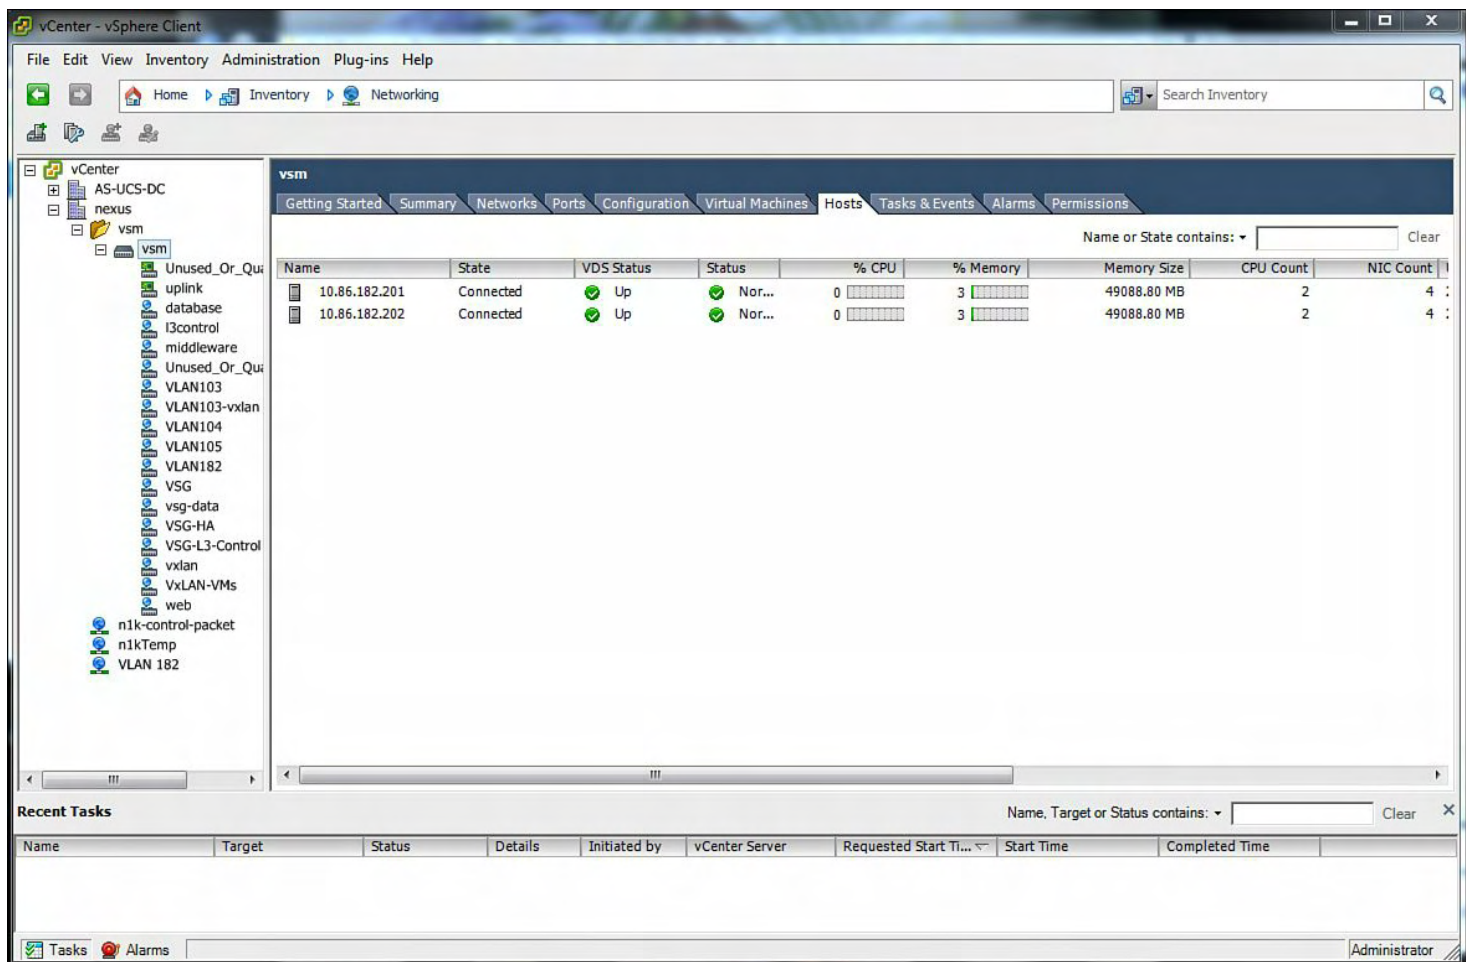 vCenter - vSphere Client
File Edit View Inventory Administration Plug-ins Help
Home Inventory Networking
Search Inventory
vCenter
AS-UCS-DC
nexus
vsm
vsm
Unused_Or_Qua
uplink
database
l3control
middleware
Unused_Or_Qua
VLAN103
VLAN103-vxlan
VLAN104
VLAN105
VLAN182
VSG
vsg-data
VSG-HA
VSG-L3-Control
vxlan
VxLAN-VMs
web
n1k-control-packet
n1kTemp
VLAN 182
vsm
Getting Started Summary Networks Ports Configuration Virtual Machines Hosts Tasks & Events Alarms Permissions
Name or State contains: Clear
Name State VDS Status Status % CPU % Memory Memory Size CPU Count NIC Count
10.86.182.201 Connected Up Nor... 0 3 49088.80 MB 2 4
10.86.182.202 Connected Up Nor... 0 3 49088.80 MB 2 4
Recent Tasks
Name, Target or Status contains: Clear
Name Target Status Details Initiated by vCenter Server Requested Start Ti... Start Time Completed Time
Tasks Alarms Administrator